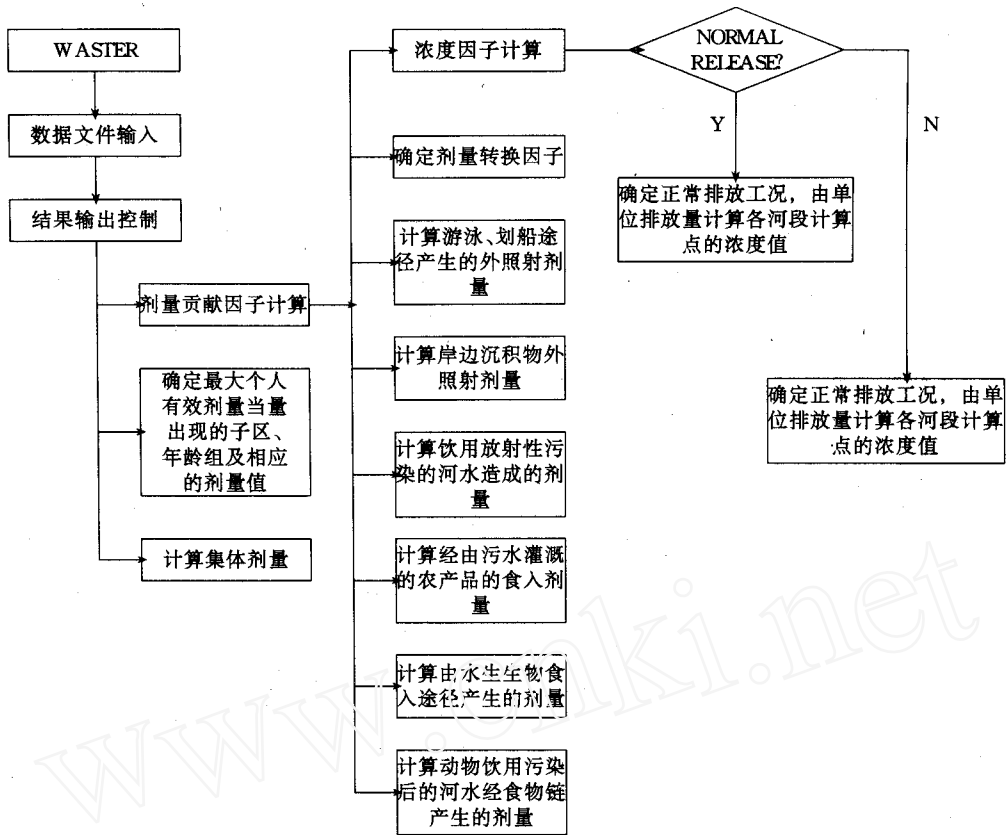 WASTER
数据文件输入
结果输出控制
剂量贡献因子计算
确定最大个人
有效剂量当量
出现的子区、
年龄组及相应
的剂量值
计算集体剂量
浓度因子计算
确定剂量转换因子
计算游泳、划船途
径产生的外照射剂
量
计算岸边沉积物外
照射剂量
计算饮用放射性污
染的河水造成的剂
量
计算经由污水灌溉
的农产品的食入剂
量
计算由水生生物食
入途径产生的剂量
计算动物饮用污染
后的河水经食物链
产生的剂量
NORMAL
RELEASE?
Y
N
确定正常排放工况，由单
位排放量计算各河段计算
点的浓度值
确定正常排放工况，由单
位排放量计算各河段计算
点的浓度值
www.cnki.net